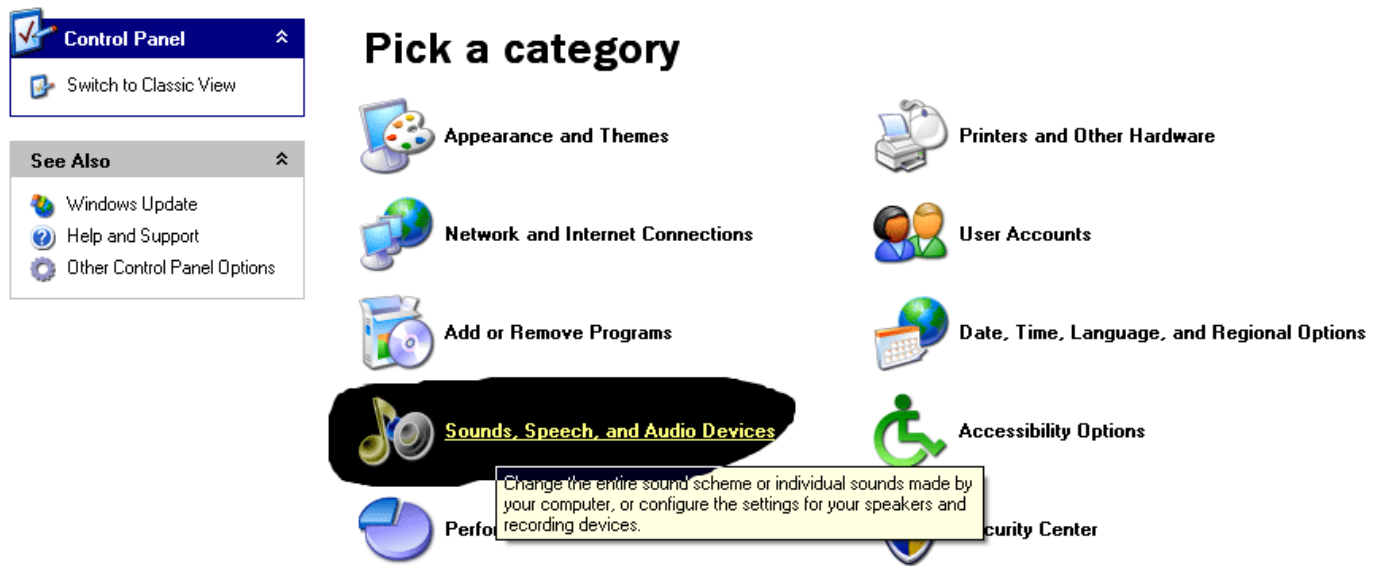 Control Panel
Switch to Classic View
See Also
Windows Update
Help and Support
Other Control Panel Options
Pick a category
Appearance and Themes
Printers and Other Hardware
Network and Internet Connections
User Accounts
Add or Remove Programs
Date, Time, Language, and Regional Options
Sounds, Speech, and Audio Devices
Accessibility Options
Change the entire sound scheme or individual sounds made by
your computer, or configure the settings for your speakers and
recording devices.
Perfo
curity Center